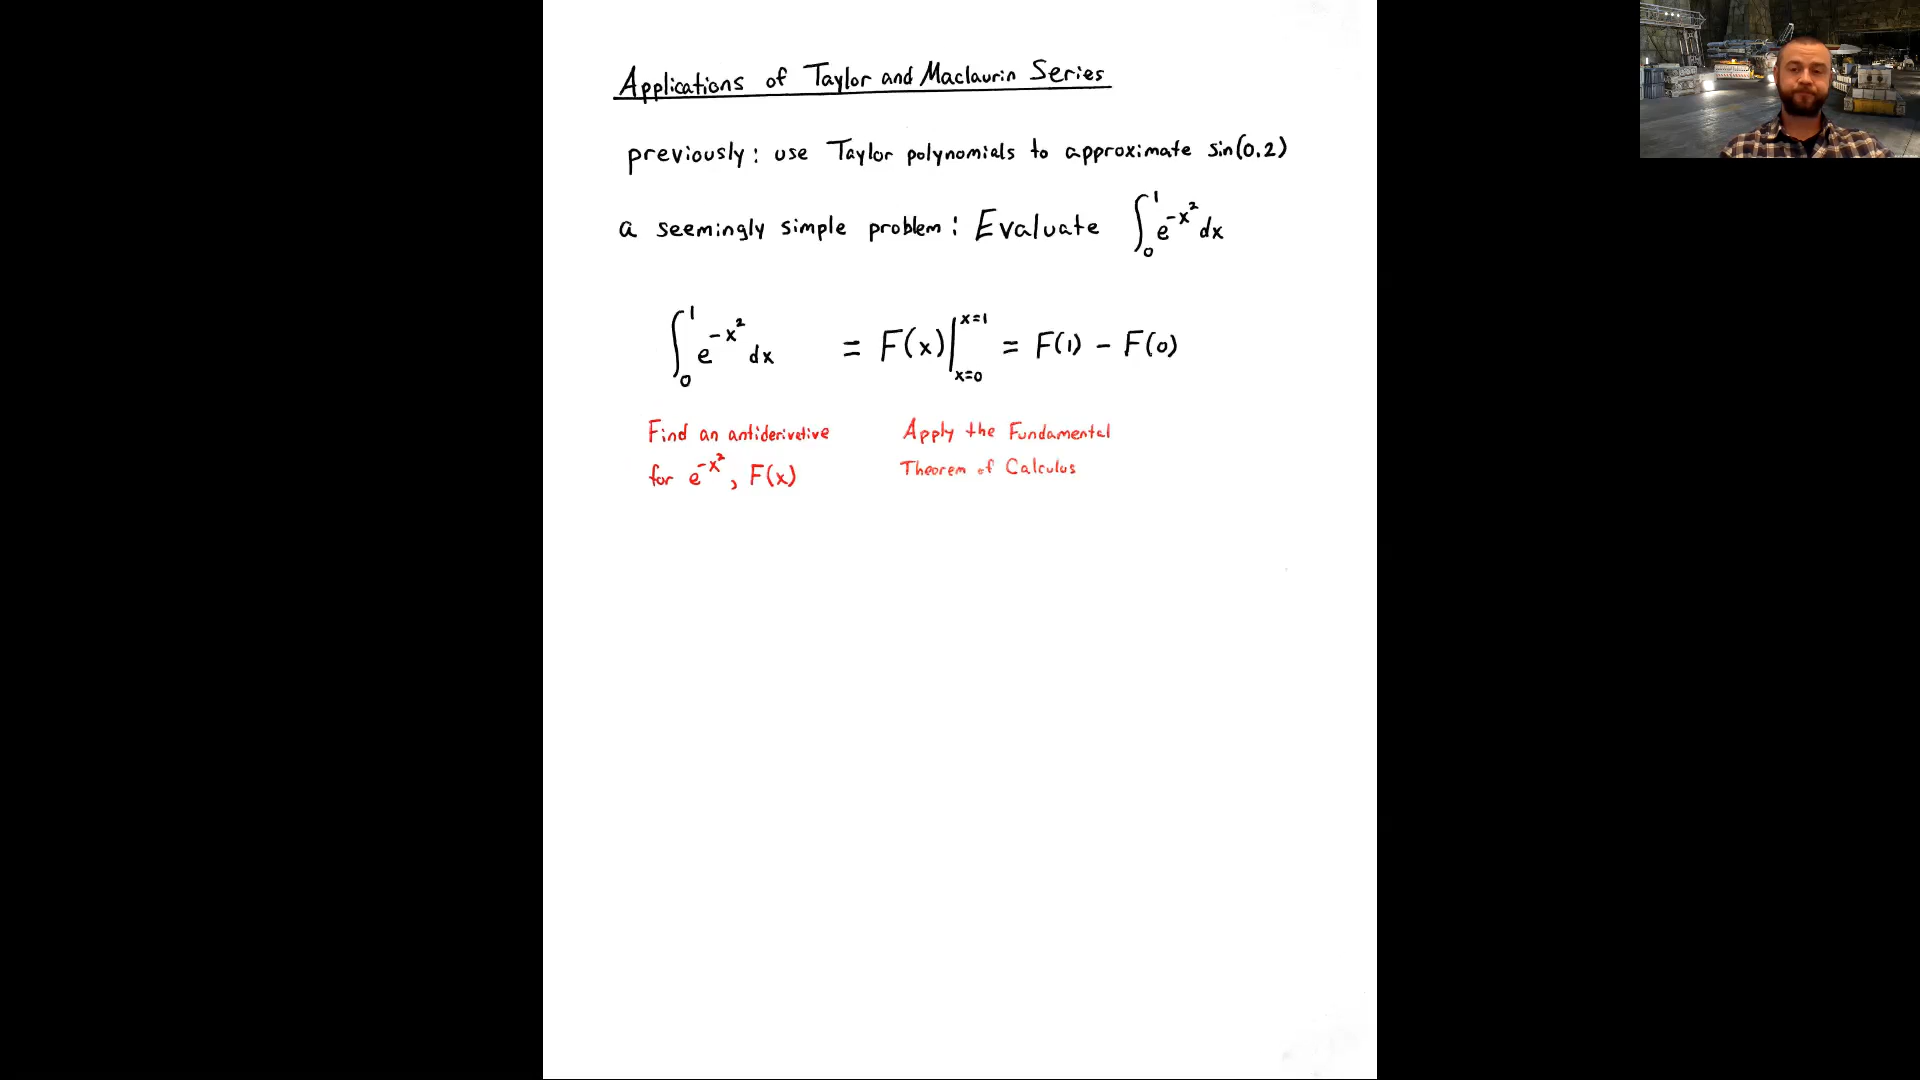 Applications of Taylor and Maclaurin Series
previously: use Taylor polynomials to approximate sin(0.2)
a seemingly simple problem: Evaluate ∫₀¹ e^{-x²} dx
∫₀¹ e^{-x²} dx = F(x)|_{x=0}^{x=1} = F(1) - F(0)
Find an antiderivative
for e^{-x²}, F(x)
Apply the Fundamental
Theorem of Calculus